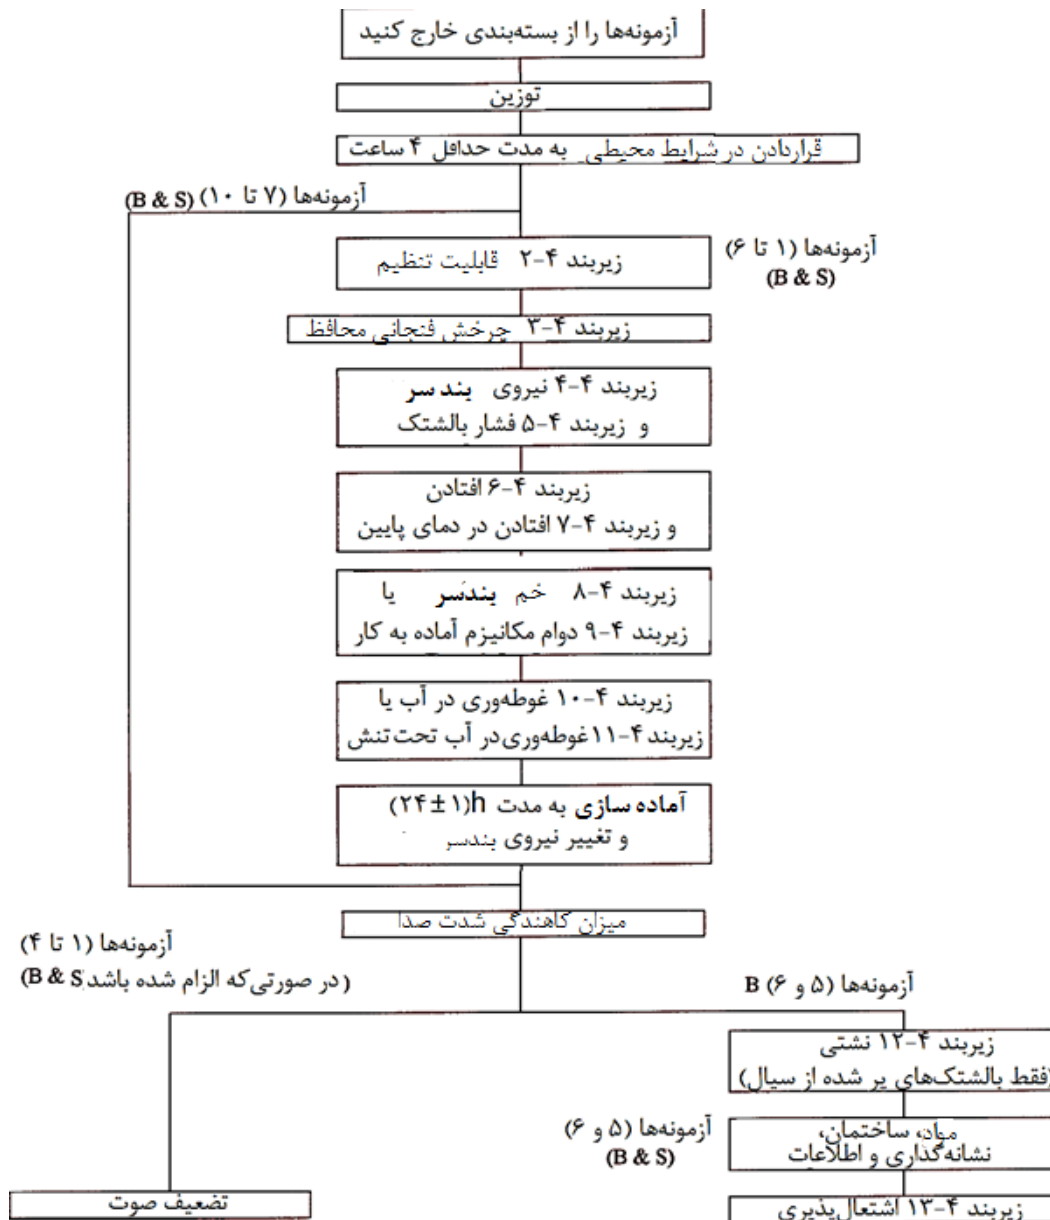 آزمونه‌ها را از بسته‌بندی خارج کنید
توزین
قراردادن در شرایط محیطی به مدت حداقل ۴ ساعت
آزمونه‌ها (۷ تا ۱۰) (B & S)
آزمونه‌ها (۱ تا ۶)
(B & S)
زیربند ۴-۲ قابلیت تنظیم
زیربند ۴-۳ چرخش فنجانی محافظ
زیربند ۴-۴ نیروی بند سر
و زیربند ۴-۵ فشار بالشتک
زیربند ۴-۶ افتادن
و زیربند ۴-۷ افتادن در دمای پایین
زیربند ۴-۸ خم بندسر یا
زیربند ۴-۹ دوام مکانیزم آماده به کار
زیربند ۴-۱۰ غوطه‌وری در آب یا
زیربند ۴-۱۱ غوطه‌وری در آب تحت تنش
آماده سازی به مدت (۲۴±۱)h
و تغییر نیروی بندسر
میزان کاهندگی شدت صدا
آزمونه‌ها (۱ تا ۴)
(در صورتی‌که الزام شده باشد B & S)
آزمونه‌ها (۵ و ۶) B
زیربند ۴-۱۲ نشتی
(فقط بالشتک‌های پر شده از سیال)
آزمونه‌ها (۵ و ۶)
(B & S)
مواد، ساختمان،
نشانه‌گذاری و اطلاعات
تضعیف صوت
زیربند ۴-۱۳ اشتعال‌پذیری